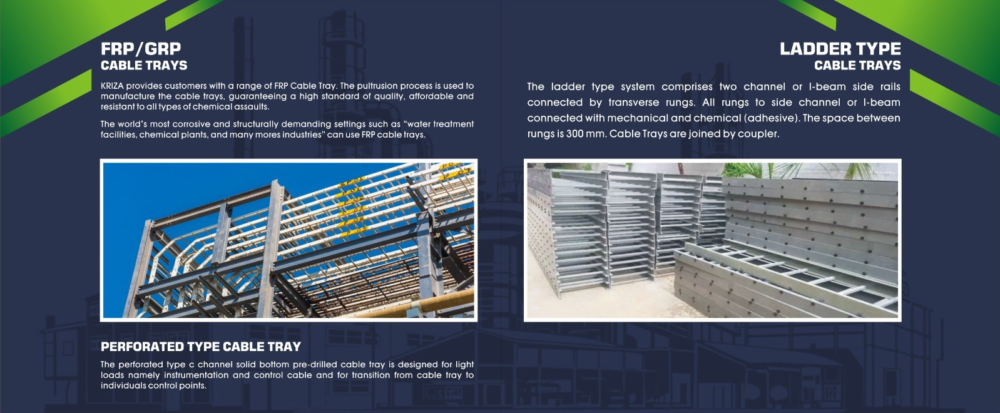 FRP/GRP
CABLE TRAYS
KRIZA provides customers with a range of FRP Cable Tray. The pultrusion process is used to
manufacture the cable trays, guaranteeing a high standard of quality, affordable and
resistant to all types of chemical assaults.
The world's most corrosive and structurally demanding settings such as “water treatment
facilities, chemical plants, and many mores industries” can use FRP cable trays.
PERFORATED TYPE CABLE TRAY
The perforated type c channel solid bottom pre-drilled cable tray is designed for light
loads namely instrumentation and control cable and for transition from cable tray to
individuals control points.
LADDER TYPE
CABLE TRAYS
The ladder type system comprises two channel or I-beam side rails
connected by transverse rungs. All rungs to side channel or I-beam
connected with mechanical and chemical (adhesive). The space between
rungs is 300 mm. Cable Trays are joined by coupler.